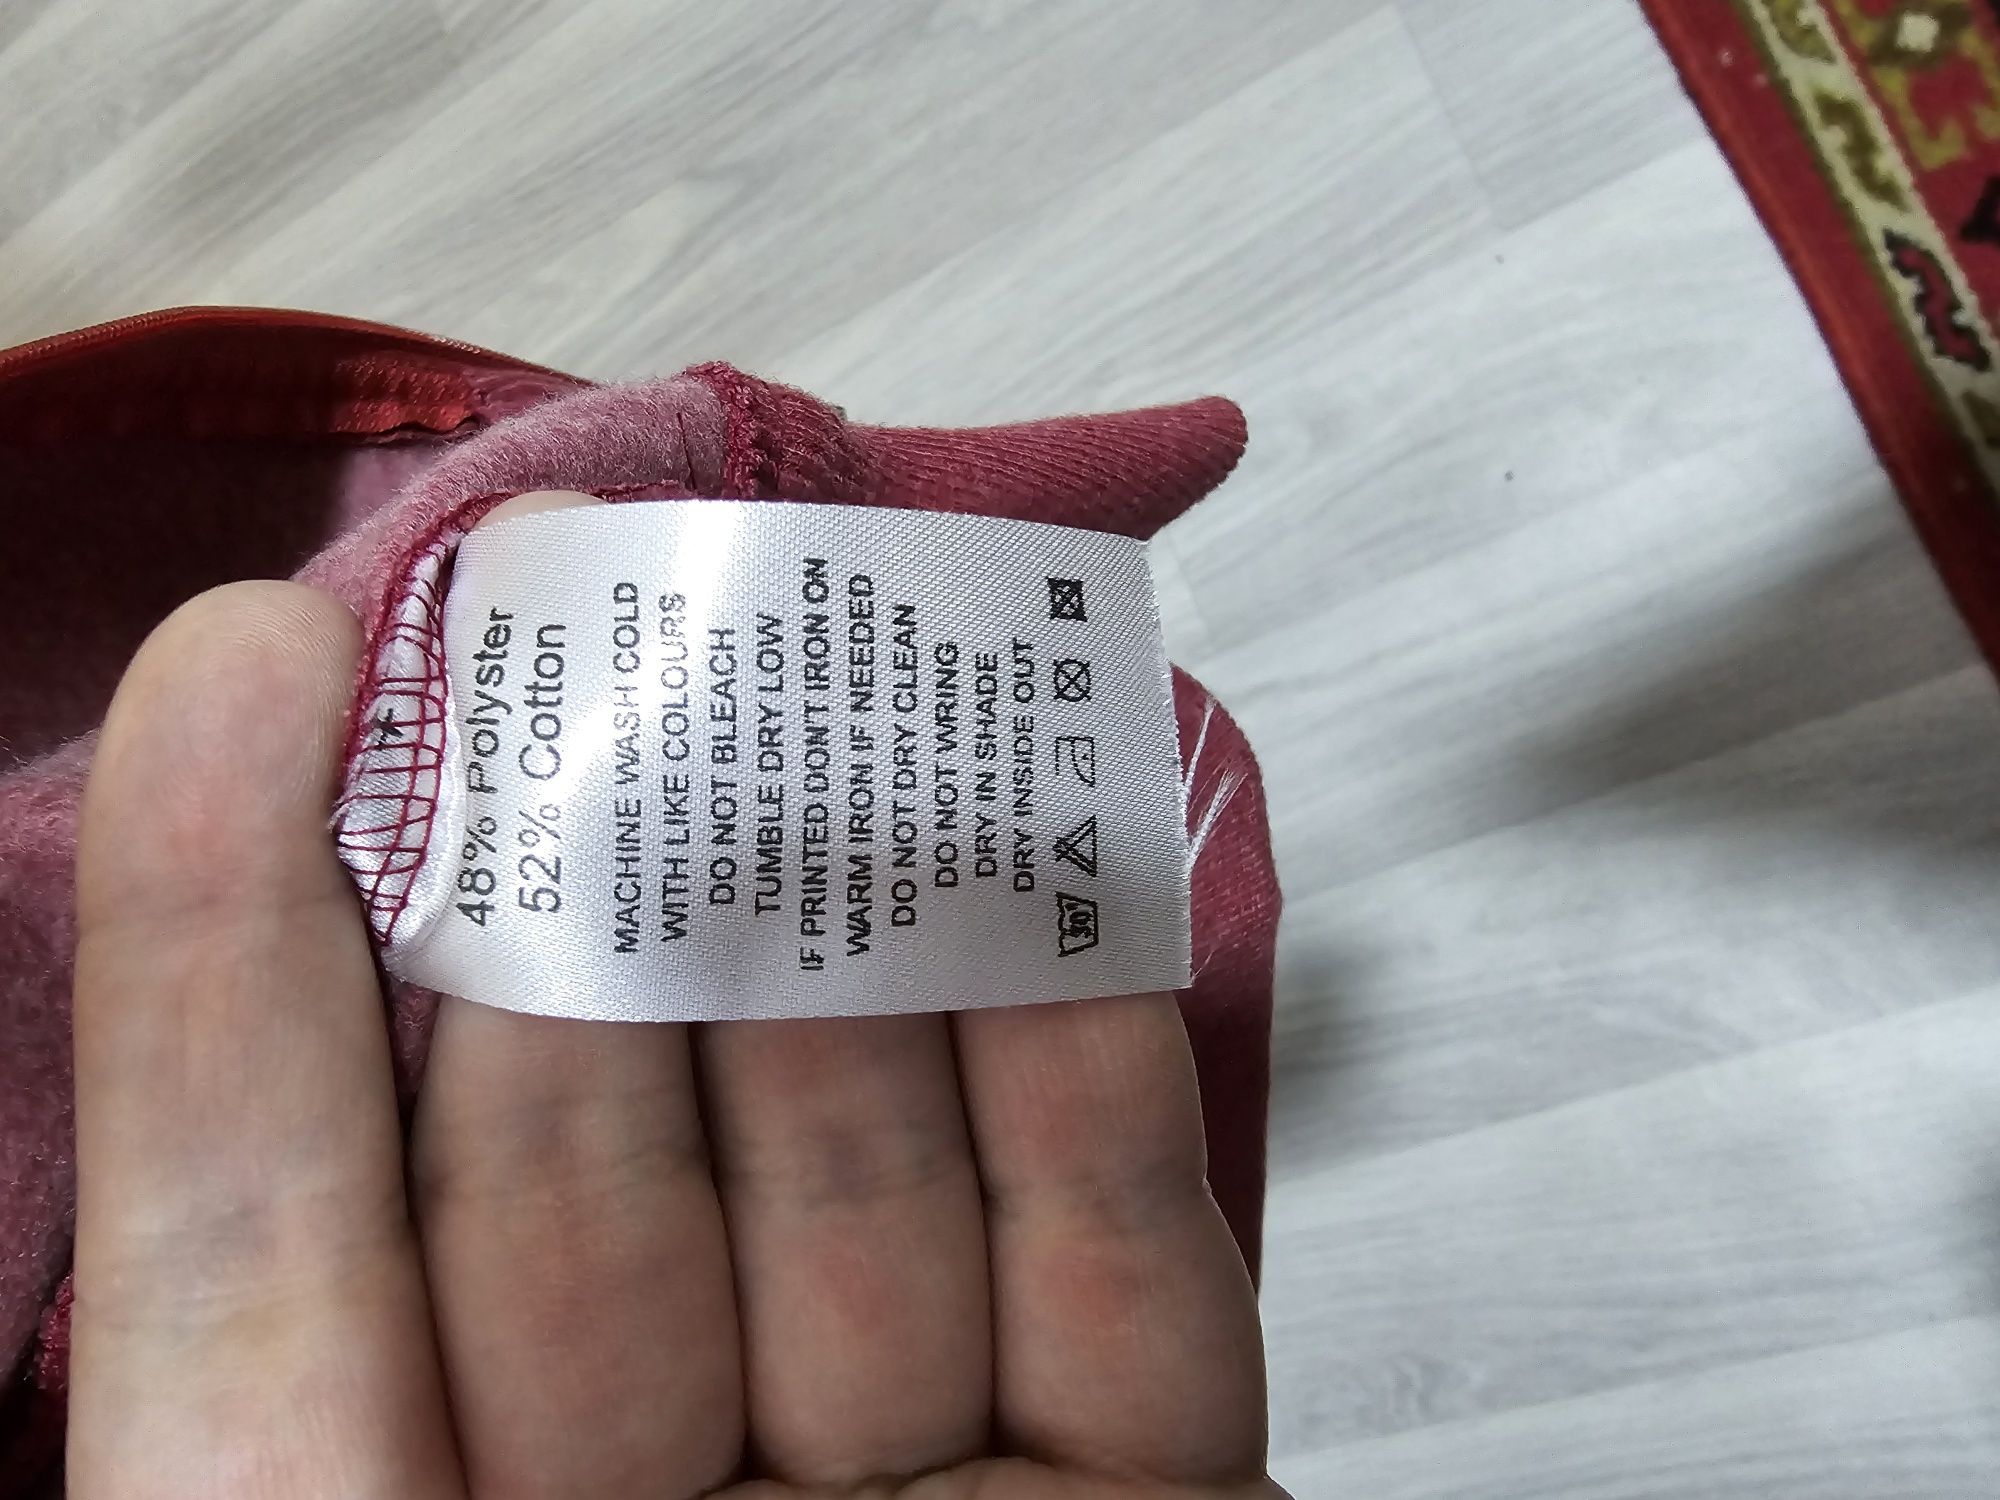 48% Polyster
52% Cotton
MACHINE WASH COLD
WITH LIKE COLOURS
DO NOT BLEACH
TUMBLE DRY LOW
IF PRINTED DON'T IRON ON
WARM IRON IF NEEDED
DO NOT DRY CLEAN
DO NOT WRING
DRY IN SHADE
DRY INSIDE OUT
30°